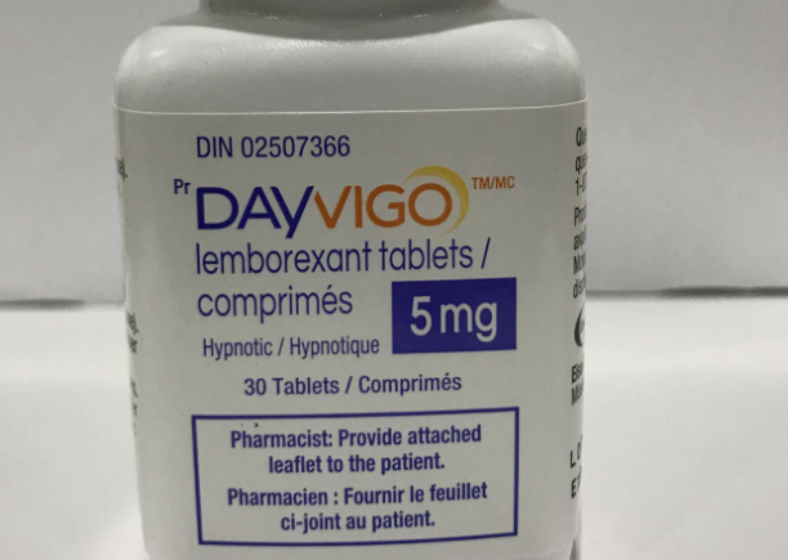 DIN 02507366
Pr DAYVIGO TM/MC
lemborexant tablets /
comprimés
5 mg
Hypnotic / Hypnotique
30 Tablets / Comprimés
Pharmacist: Provide attached
leaflet to the patient.
Pharmacien : Fournir le feuillet
ci-joint au patient.